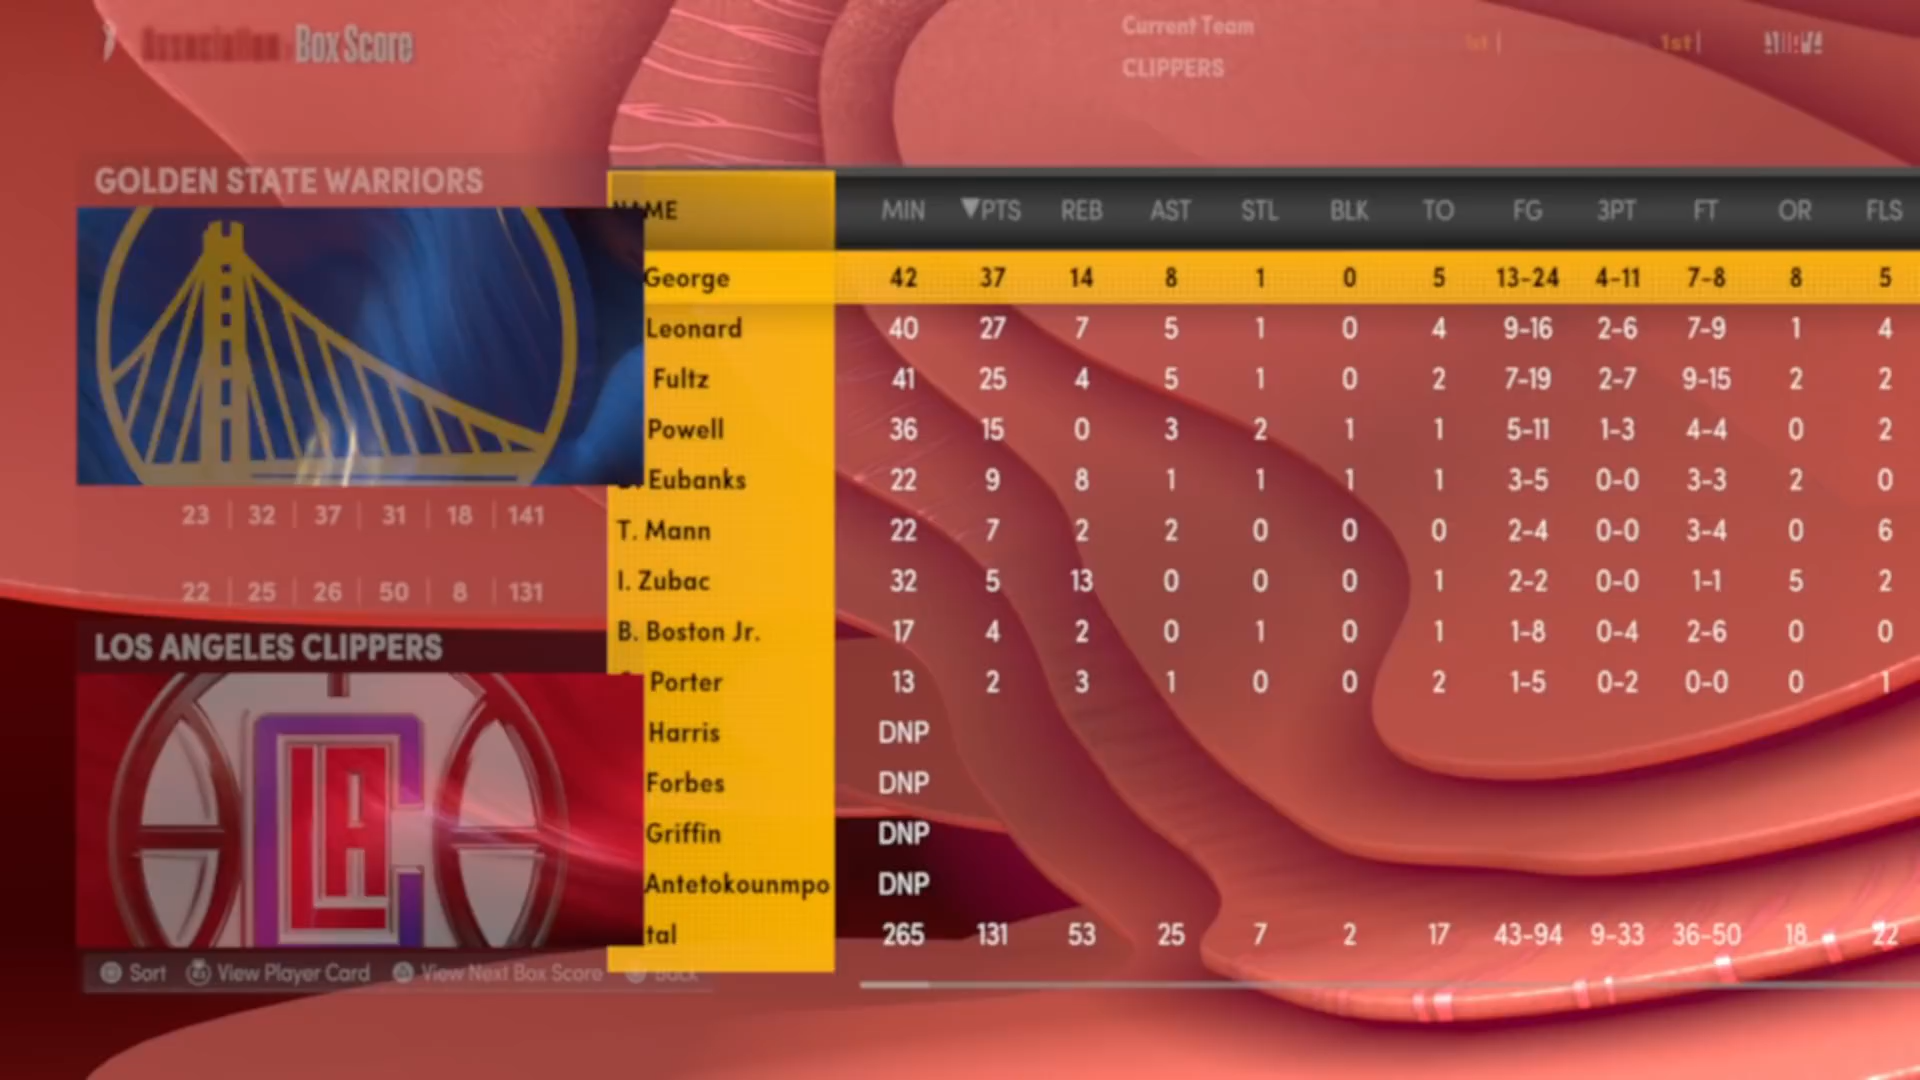 Association Box Score
Current Team
CLIPPERS
1st
1st
GOLDEN STATE WARRIORS
23 32 37 31 18 141
22 25 26 50 8 131
LOS ANGELES CLIPPERS
LA
Sort View Player Card View Next Box Score Back
NAME MIN ▼PTS REB AST STL BLK TO FG 3PT FT OR FLS
George 42 37 14 8 1 0 5 13-24 4-11 7-8 8 5
Leonard 40 27 7 5 1 0 4 9-16 2-6 7-9 1 4
Fultz 41 25 4 5 1 0 2 7-19 2-7 9-15 2 2
Powell 36 15 0 3 2 1 1 5-11 1-3 4-4 0 2
Eubanks 22 9 8 1 1 1 1 3-5 0-0 3-3 2 0
T. Mann 22 7 2 2 0 0 0 2-4 0-0 3-4 0 6
I. Zubac 32 5 13 0 0 0 1 2-2 0-0 1-1 5 2
B. Boston Jr. 17 4 2 0 1 0 1 1-8 0-4 2-6 0 0
Porter 13 2 3 1 0 0 2 1-5 0-2 0-0 0 1
Harris DNP
Forbes DNP
Griffin DNP
Antetokounmpo DNP
tal 265 131 53 25 7 2 17 43-94 9-33 36-50 18 22